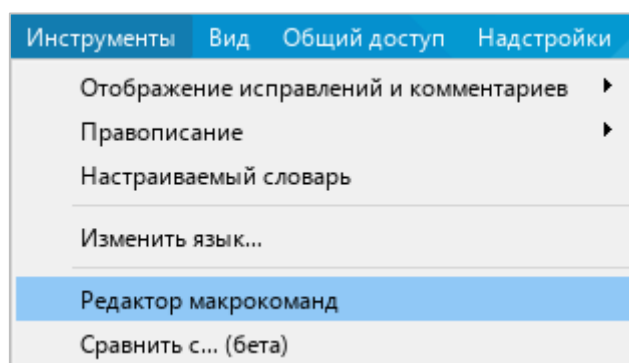 Инструменты Вид Общий доступ Надстройки
Отображение исправлений и комментариев
Правописание
Настраиваемый словарь
Изменить язык...
Редактор макрокоманд
Сравнить с... (бета)